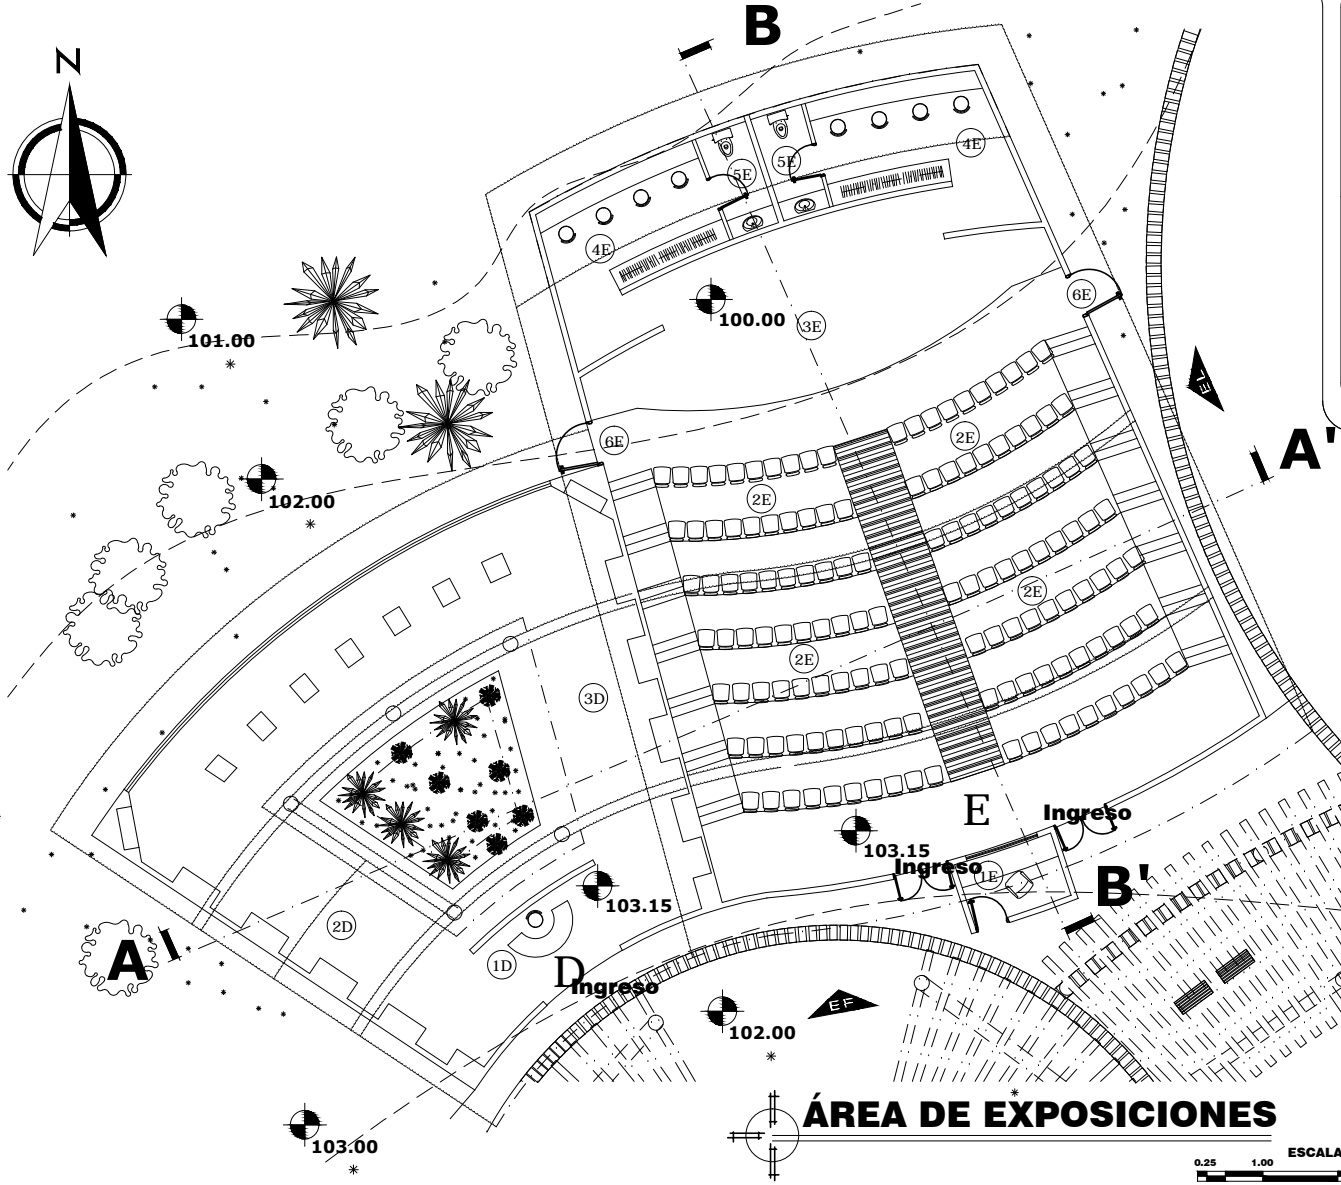 B
N
4E
5E
5E
4E
6E
101.00
100.00
3E
EL
6E
2E
A'
102.00
2E
2E
2E
3D
E
Ingreso
103.15
Ingreso
1E
B'
103.15
2D
A
1D
D
Ingreso
EF
102.00
103.00
ÁREA DE EXPOSICIONES
ESCALA
0.25 1.00